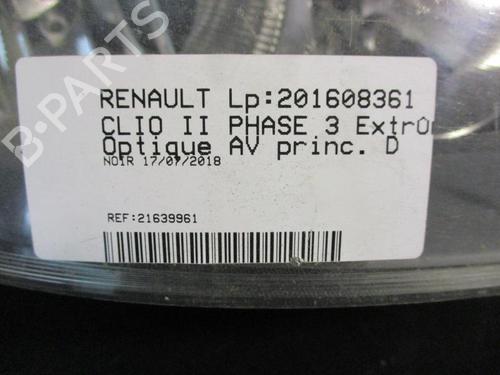 RENAULT Lp:201608361
CLIO II PHASE 3
Optique AV princ. D
NOIR 17/07/2018
REF:21639961
B-PARTS